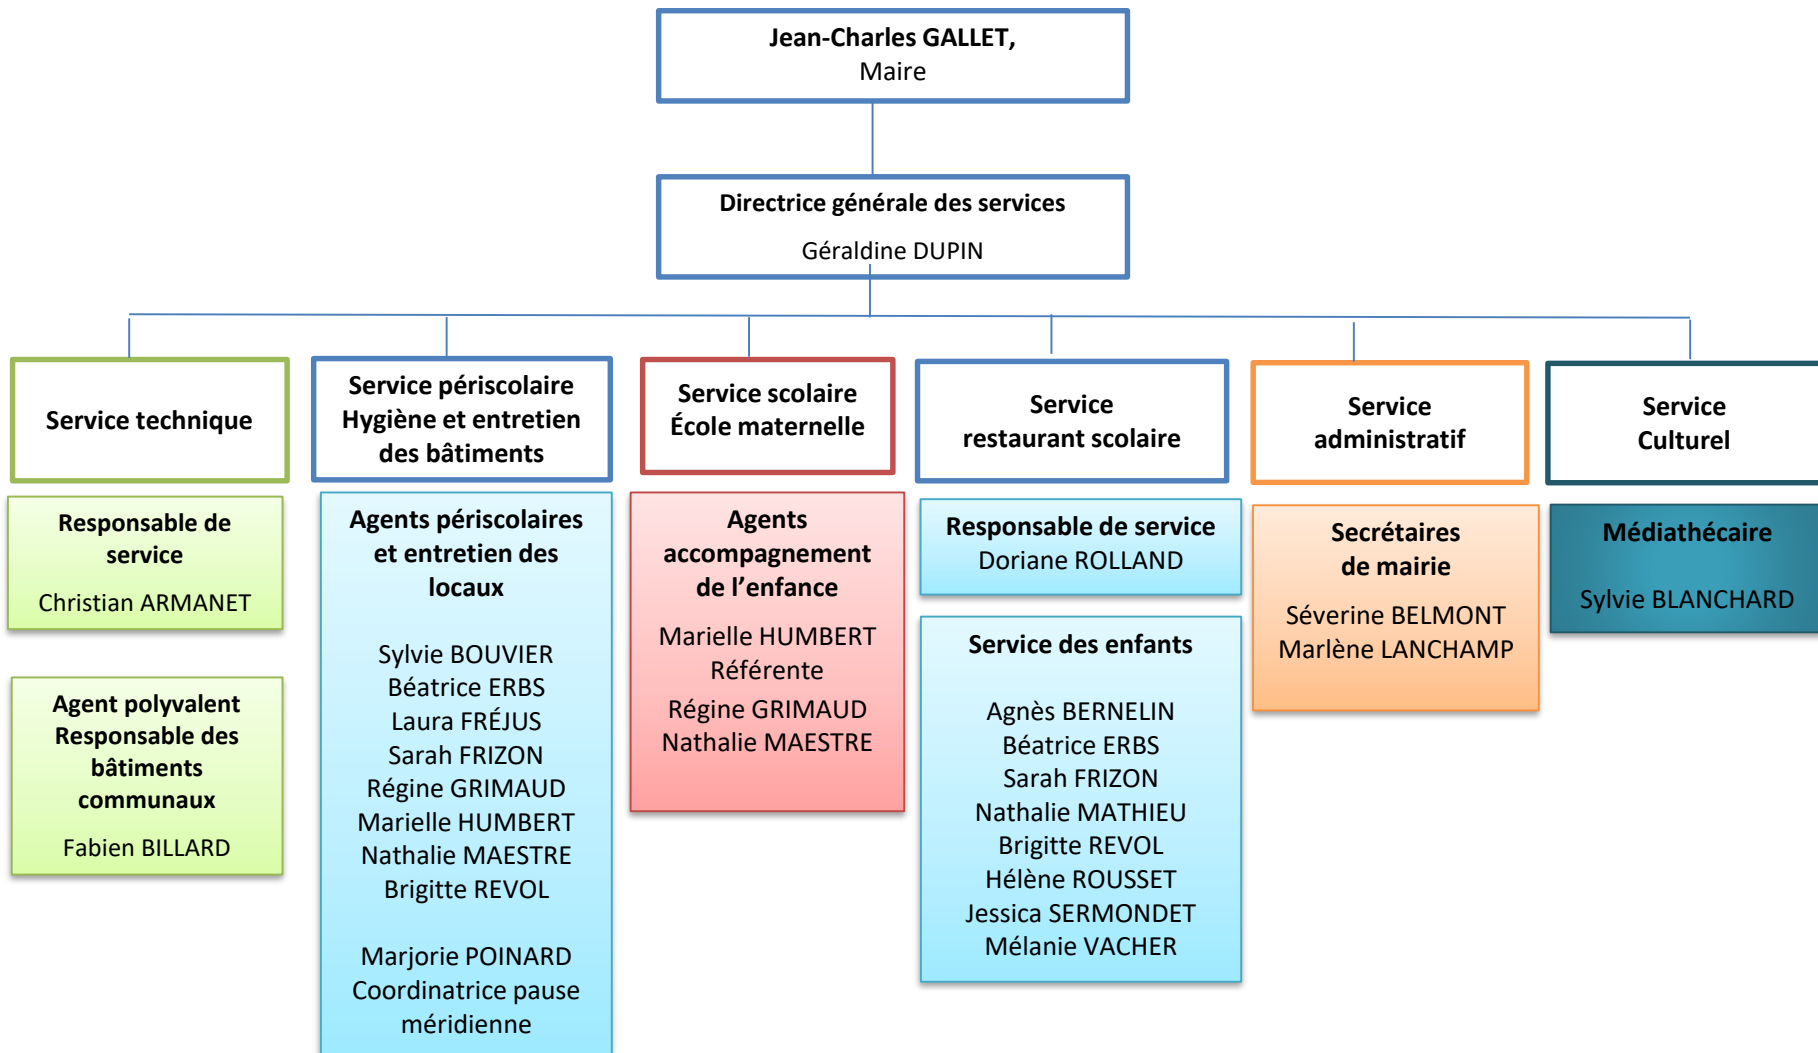 Jean-Charles GALLET,
Maire
Directrice générale des services
Géraldine DUPIN
Service technique
Responsable de
service
Christian ARMANET
Agent polyvalent
Responsable des
bâtiments
communaux
Fabien BILLARD
Service périscolaire
Hygiène et entretien
des bâtiments
Agents périscolaires
et entretien des
locaux
Sylvie BOUVIER
Béatrice ERBS
Laura FRÉJUS
Sarah FRIZON
Régine GRIMAUD
Marielle HUMBERT
Nathalie MAESTRE
Brigitte REVOL
Marjorie POINARD
Coordinatrice pause
méridienne
Service scolaire
École maternelle
Agents
accompagnement
de l’enfance
Marielle HUMBERT
Référente
Régine GRIMAUD
Nathalie MAESTRE
Service
restaurant scolaire
Responsable de service
Doriane ROLLAND
Service des enfants
Agnès BERNELIN
Béatrice ERBS
Sarah FRIZON
Nathalie MATHIEU
Brigitte REVOL
Hélène ROUSSET
Jessica SERMONDET
Mélanie VACHER
Service
administratif
Secrétaires
de mairie
Séverine BELMONT
Marlène LANCHAMP
Service
Culturel
Médiathécaire
Sylvie BLANCHARD